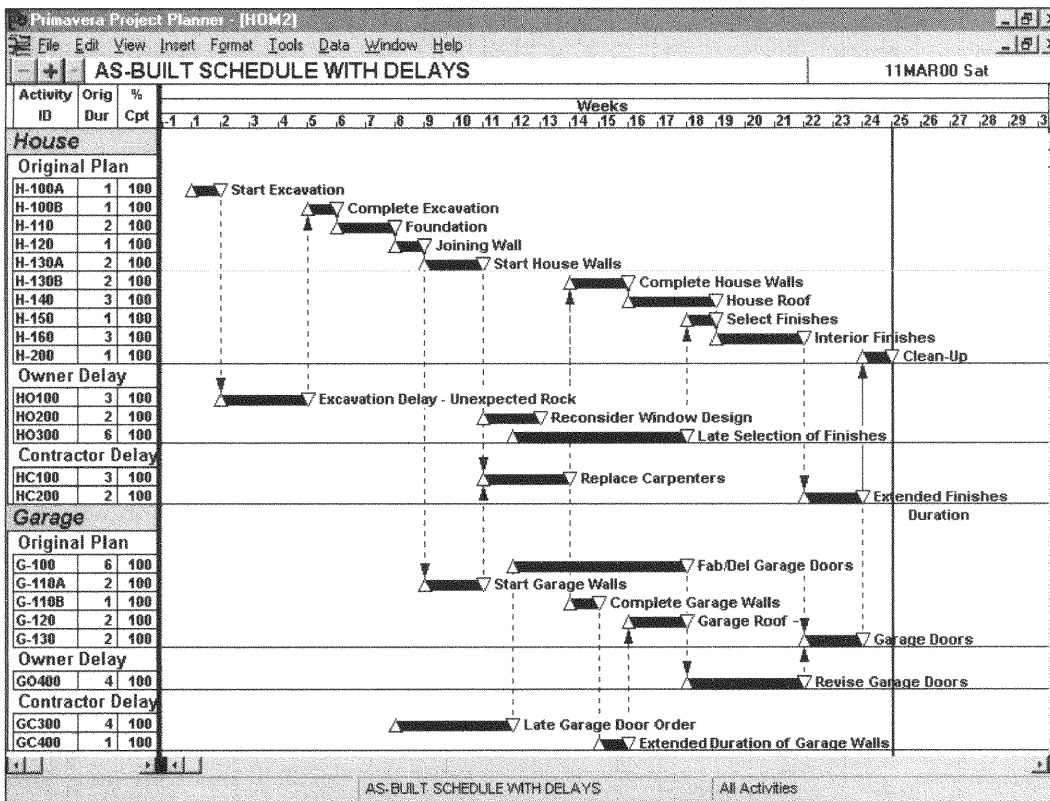 Primavera Project Planner - [HOM2]
File Edit View Insert Format Tools Data Window Help
AS-BUILT SCHEDULE WITH DELAYS 11MAR00 Sat
Activity ID Orig Dur % Cpt
Weeks
-1 1 2 3 4 5 6 7 8 9 10 11 12 13 14 15 16 17 18 19 20 21 22 23 24 25 26 27 28 29 3
House
Original Plan
H-100A 1 100 Start Excavation
H-100B 1 100 Complete Excavation
H-110 2 100 Foundation
H-120 1 100 Joining Wall
H-130A 2 100 Start House Walls
H-130B 2 100 Complete House Walls
H-140 3 100 House Roof
H-150 1 100 Select Finishes
H-160 3 100 Interior Finishes
H-200 1 100 Clean-Up
Owner Delay
HO100 3 100 Excavation Delay - Unexpected Rock
HO200 2 100 Reconsider Window Design
HO300 6 100 Late Selection of Finishes
Contractor Delay
HC100 3 100 Replace Carpenters
HC200 2 100 Extended Finishes
Duration
Garage
Original Plan
G-100 6 100 Fab/Del Garage Doors
G-110A 2 100 Start Garage Walls
G-110B 1 100 Complete Garage Walls
G-120 2 100 Garage Roof
G-130 2 100 Garage Doors
Owner Delay
GO400 4 100 Revise Garage Doors
Contractor Delay
GC300 4 100 Late Garage Door Order
GC400 1 100 Extended Duration of Garage Walls
AS-BUILT SCHEDULE WITH DELAYS All Activities